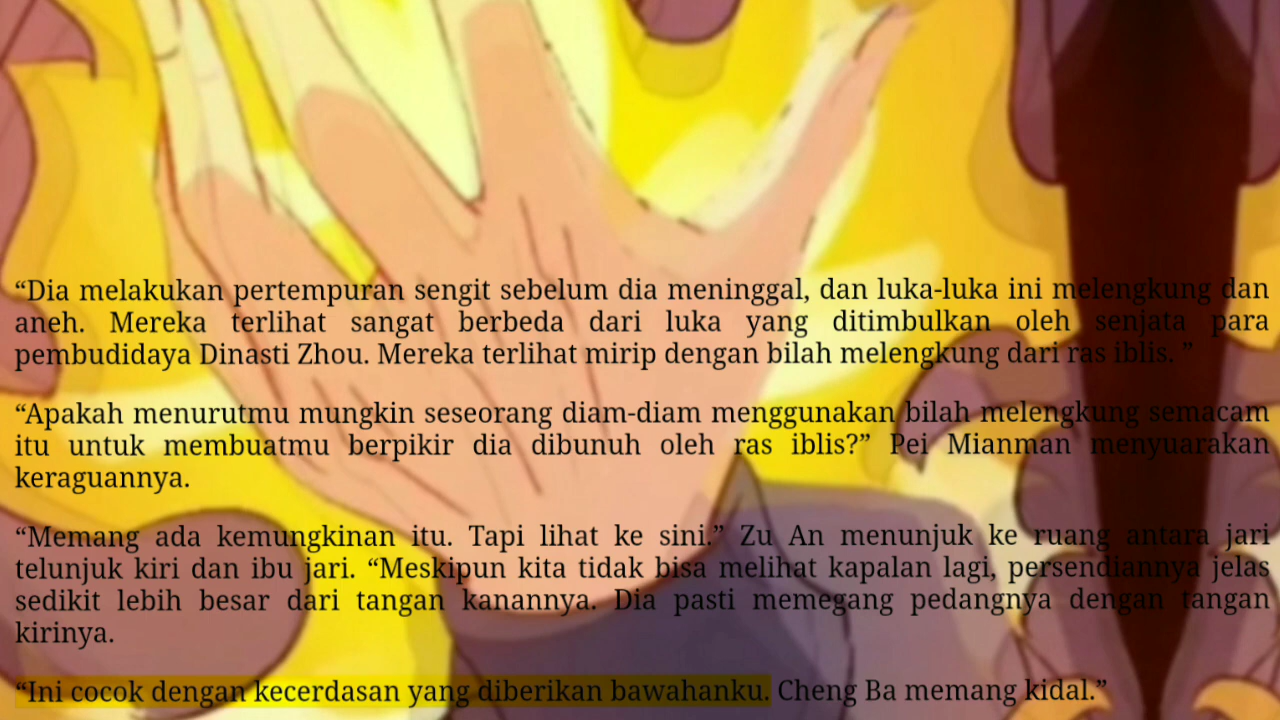 “Dia melakukan pertempuran sengit sebelum dia meninggal, dan luka-luka ini melengkung dan
aneh. Mereka terlihat sangat berbeda dari luka yang ditimbulkan oleh senjata para
pembudidaya Dinasti Zhou. Mereka terlihat mirip dengan bilah melengkung dari ras iblis. ”
“Apakah menurutmu mungkin seseorang diam-diam menggunakan bilah melengkung semacam
itu untuk membuatmu berpikir dia dibunuh oleh ras iblis?” Pei Mianman menyuarakan
keraguannya.
“Memang ada kemungkinan itu. Tapi lihat ke sini.” Zu An menunjuk ke ruang antara jari
telunjuk kiri dan ibu jari. “Meskipun kita tidak bisa melihat kapalan lagi, persendiannya jelas
sedikit lebih besar dari tangan kanannya. Dia pasti memegang pedangnya dengan tangan
kirinya.
“Ini cocok dengan kecerdasan yang diberikan bawahanku. Cheng Ba memang kidal.”